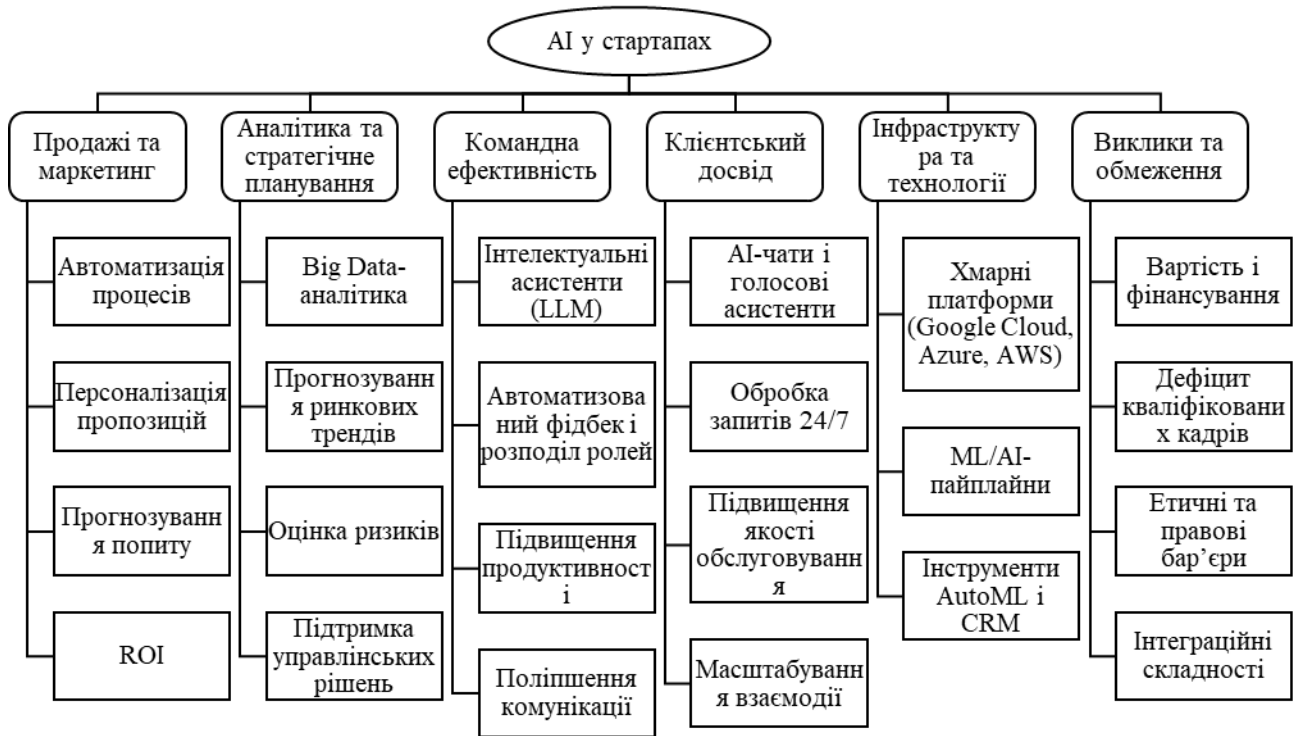 AI у стартапах
Продажі та
маркетинг
Автоматизація
процесів
Персоналізація
пропозицій
Прогнозуванн
я попиту
ROI
Аналітика та
стратегічне
планування
Big Data-
аналітика
Прогнозуванн
я ринкових
трендів
Оцінка ризиків
Підтримка
управлінських
рішень
Командна
ефективність
Інтелектуальні
асистенти
(LLM)
Автоматизов
аний фідбек і
розподіл ролей
Підвищення
продуктивност
і
Поліпшення
комунікації
Клієнтський
досвід
AI-чати і
голосові
асистенти
Обробка
запитів 24/7
Підвищення
якості
обслуговуванн
я
Масштабуванн
я взаємодії
Інфраструкту
ра та
технології
Хмарні
платформи
(Google Cloud,
Azure, AWS)
ML/AI-
пайплайни
Інструменти
AutoML і
CRM
Виклики та
обмеження
Вартість і
фінансування
Дефіцит
кваліфіковани
х кадрів
Етичні та
правові
бар’єри
Інтеграційні
складності